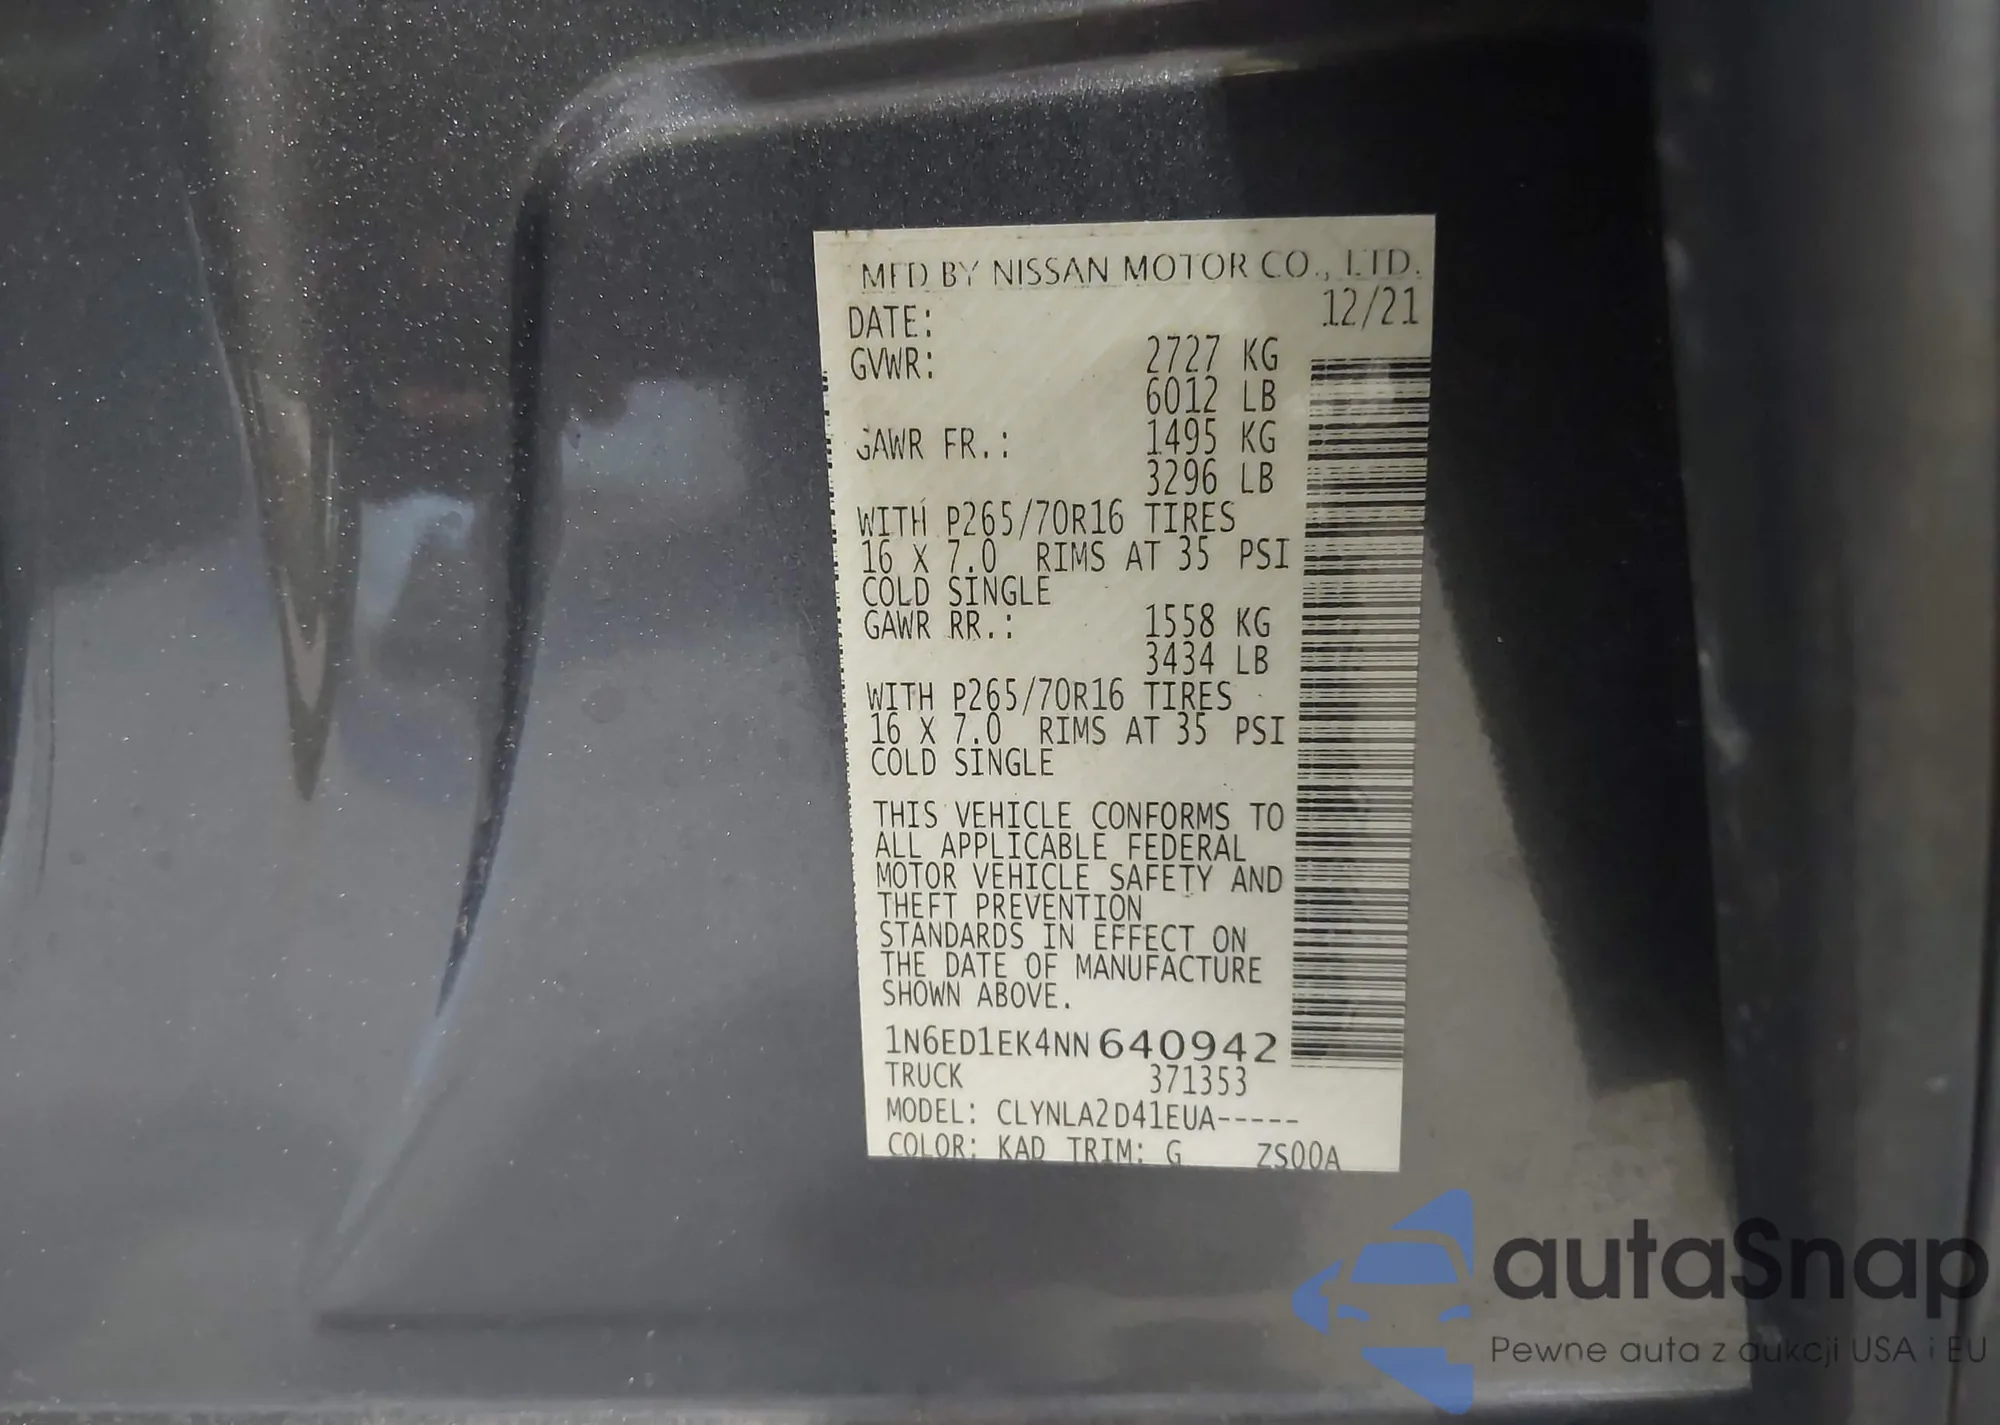 MFD BY NISSAN MOTOR CO., LTD.
DATE: 12/21
GVWR: 2727 KG
6012 LB
GAWR FR.: 1495 KG
3296 LB
WITH P265/70R16 TIRES
16 X 7.0 RIMS AT 35 PSI
COLD SINGLE
GAWR RR.: 1558 KG
3434 LB
WITH P265/70R16 TIRES
16 X 7.0 RIMS AT 35 PSI
COLD SINGLE
THIS VEHICLE CONFORMS TO
ALL APPLICABLE FEDERAL
MOTOR VEHICLE SAFETY AND
THEFT PREVENTION
STANDARDS IN EFFECT ON
THE DATE OF MANUFACTURE
SHOWN ABOVE.
1N6ED1EK4NN640942
TRUCK 371353
MODEL: CLYNLA2D41EUA-----
COLOR: KAD TRIM: G ZS00A
autaSnap
Pewne auta z aukcji USA i EU